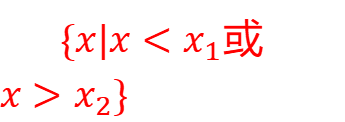 {x|x < x₁或
x > x₂}